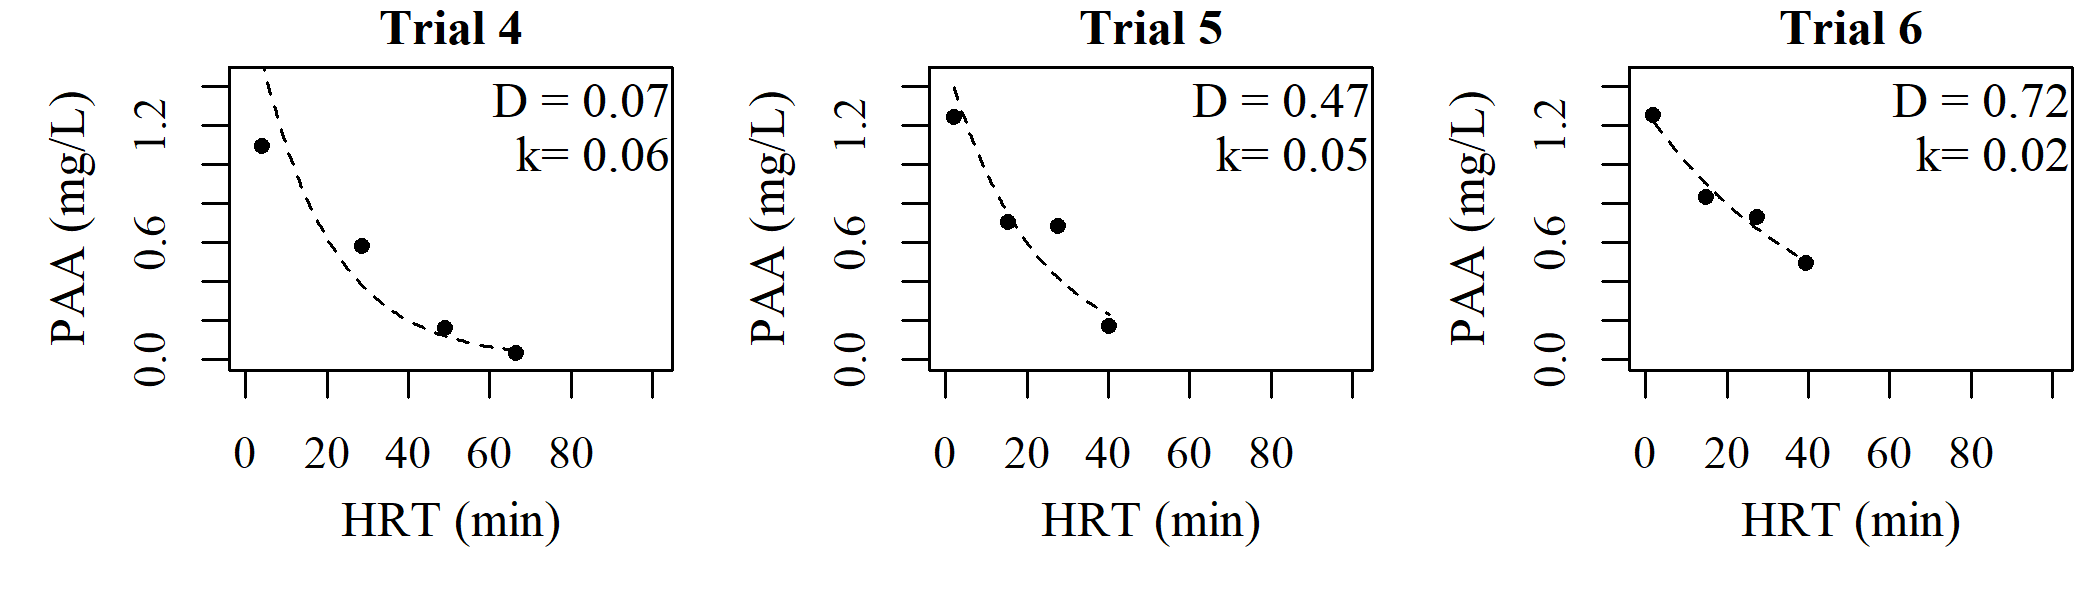 Trial 4
D = 0.07
k= 0.06
PAA (mg/L)
0.0 0.6 1.2
0 20 40 60 80
HRT (min)
Trial 5
D = 0.47
k= 0.05
PAA (mg/L)
0.0 0.6 1.2
0 20 40 60 80
HRT (min)
Trial 6
D = 0.72
k= 0.02
PAA (mg/L)
0.0 0.6 1.2
0 20 40 60 80
HRT (min)